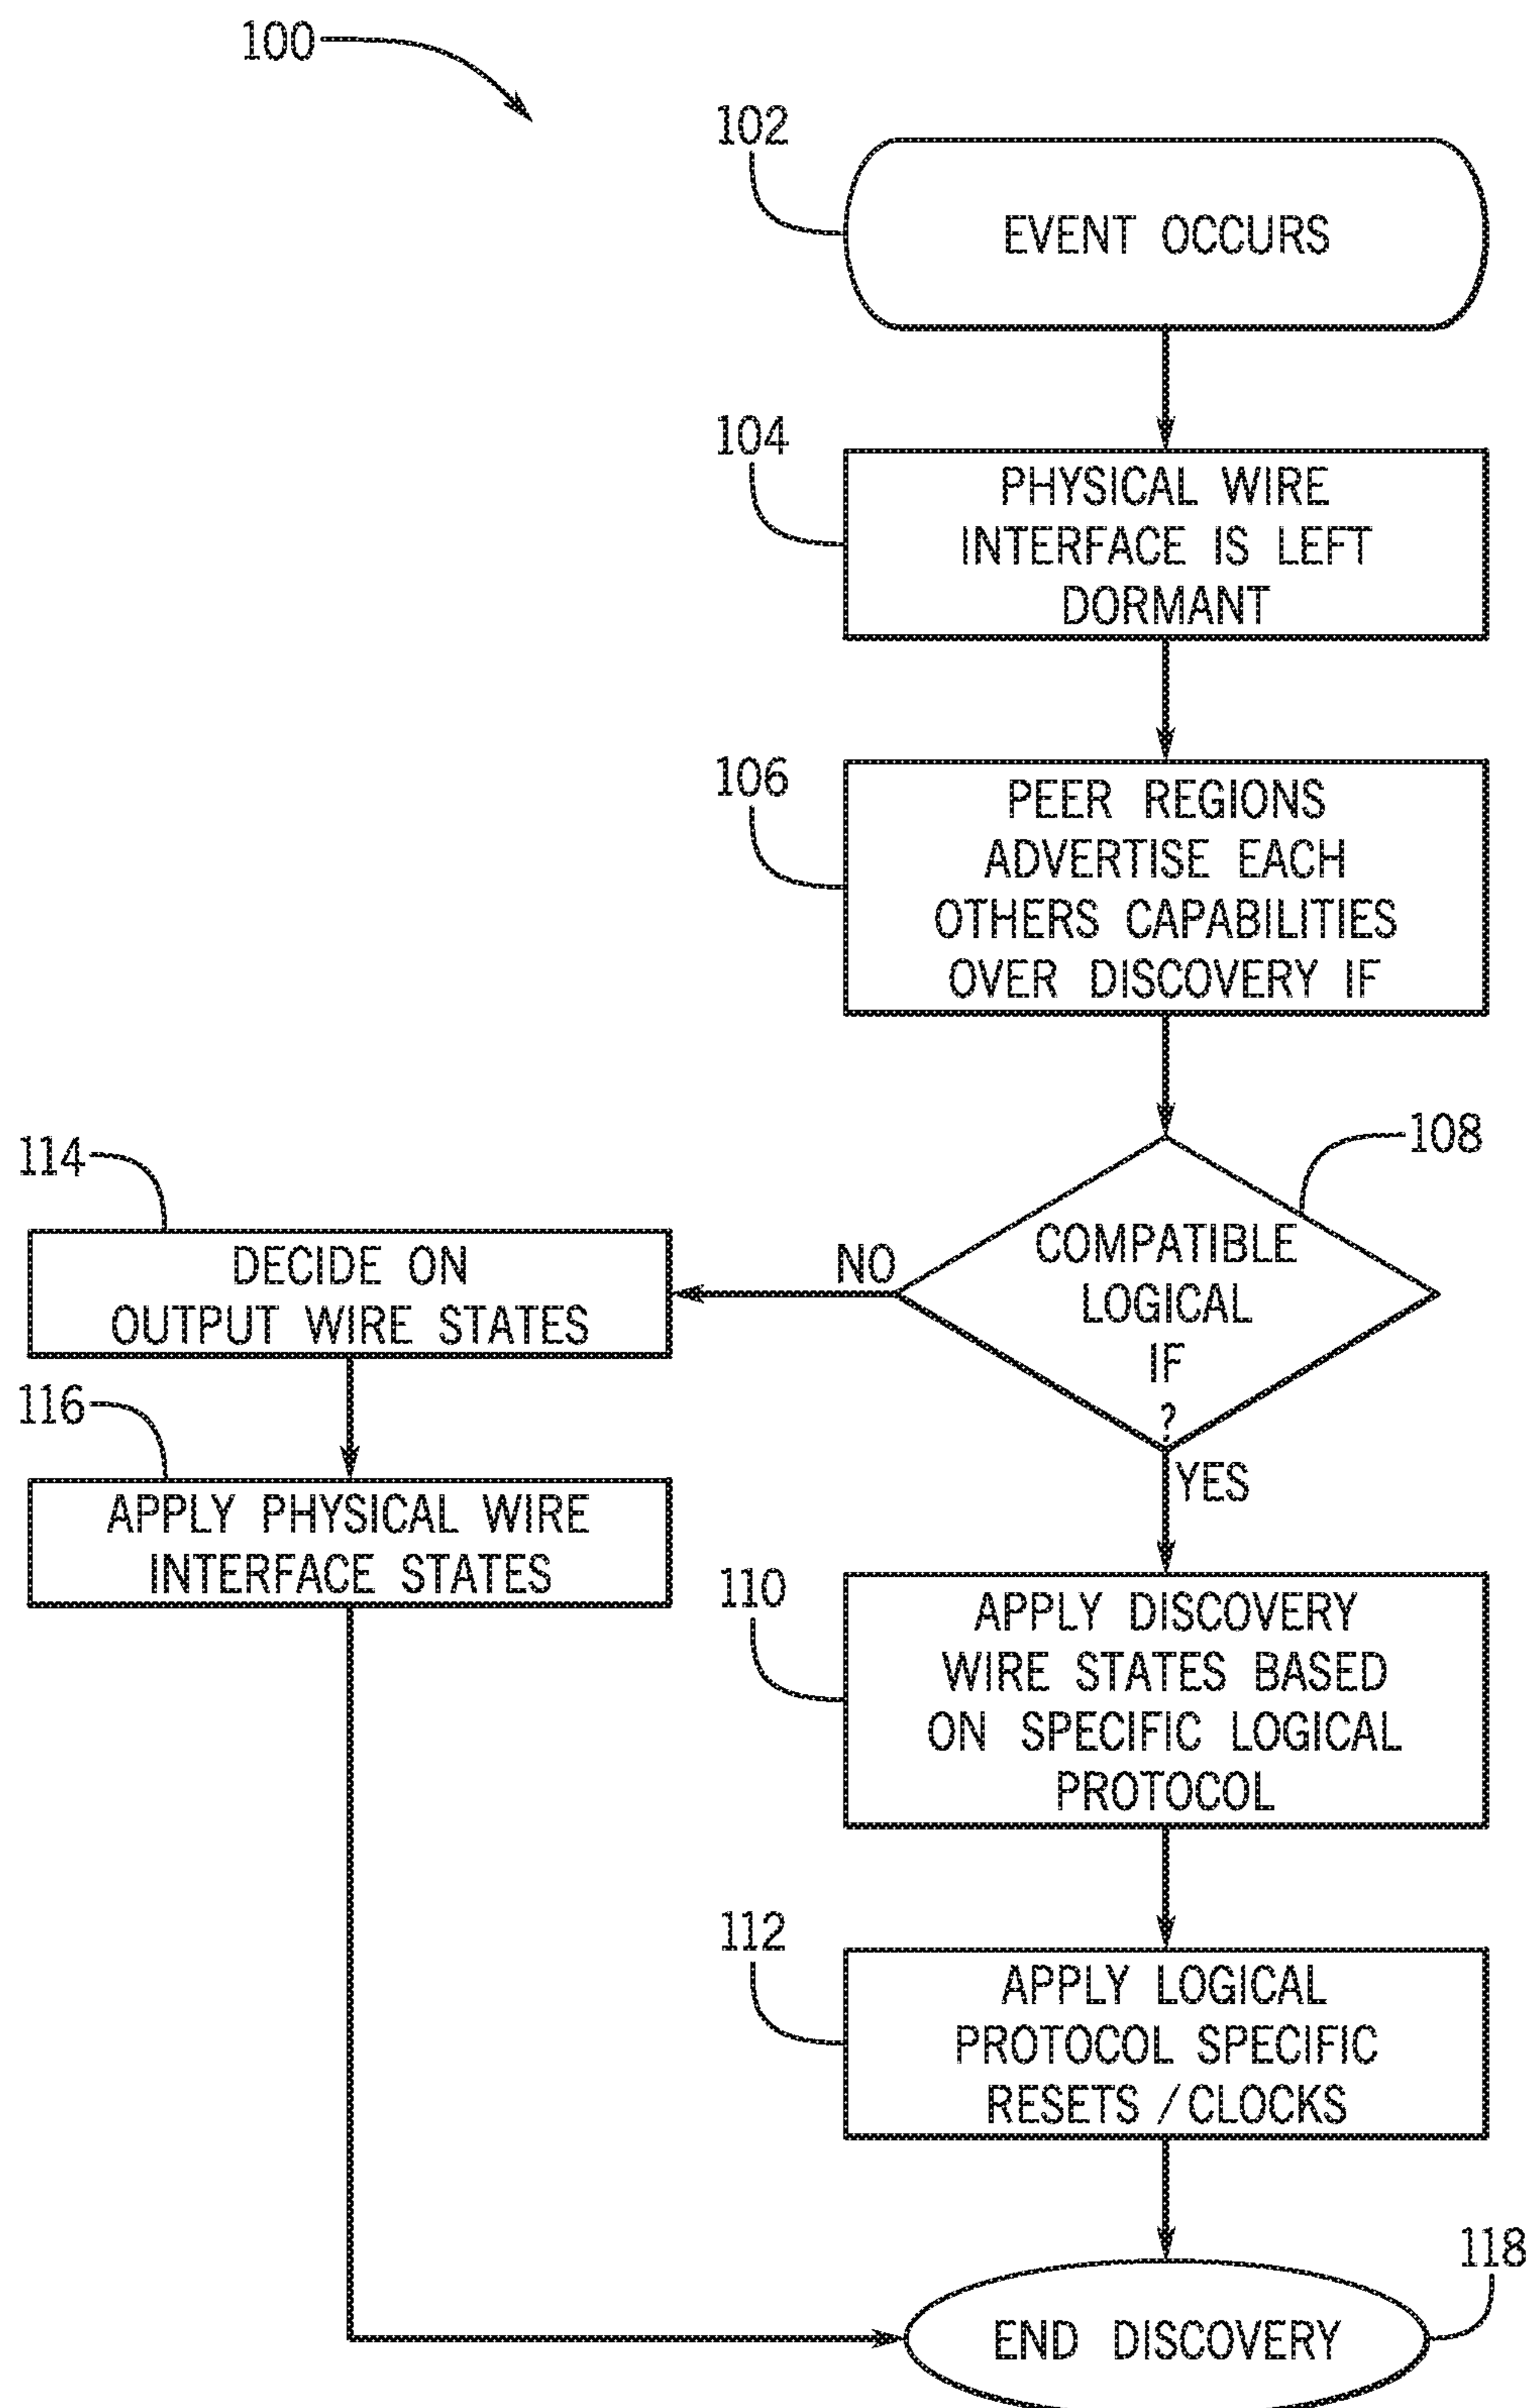 100
102
EVENT OCCURS
104
PHYSICAL WIRE
INTERFACE IS LEFT
DORMANT
106
PEER REGIONS
ADVERTISE EACH
OTHERS CAPABILITIES
OVER DISCOVERY IF
108
COMPATIBLE
LOGICAL
IF
?
NO
YES
114
DECIDE ON
OUTPUT WIRE STATES
116
APPLY PHYSICAL WIRE
INTERFACE STATES
110
APPLY DISCOVERY
WIRE STATES BASED
ON SPECIFIC LOGICAL
PROTOCOL
112
APPLY LOGICAL
PROTOCOL SPECIFIC
RESETS /CLOCKS
118
END DISCOVERY